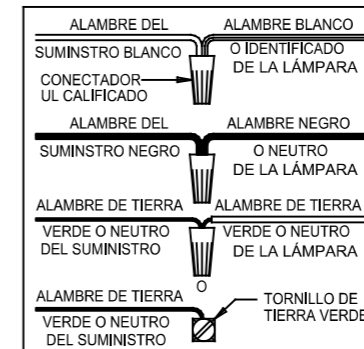 ALAMBRE DEL ALAMBRE BLANCO
SUMINSTRO BLANCO O IDENTIFICADO
DE LA LÁMPARA
CONECTADOR
UL CALIFICADO
ALAMBRE DEL ALAMBRE NEGRO
SUMINSTRO NEGRO O NEUTRO
DE LA LÁMPARA
ALAMBRE DE TIERRA ALAMBRE DE TIERRA
VERDE O NEUTRO VERDE O NEUTRO
DEL SUMINISTRO DE LA LÁMPARA
O
ALAMBRE DE TIERRA TORNILLO DE
TIERRA VERDE
VERDE O NEUTRO
DEL SUMINISTRO